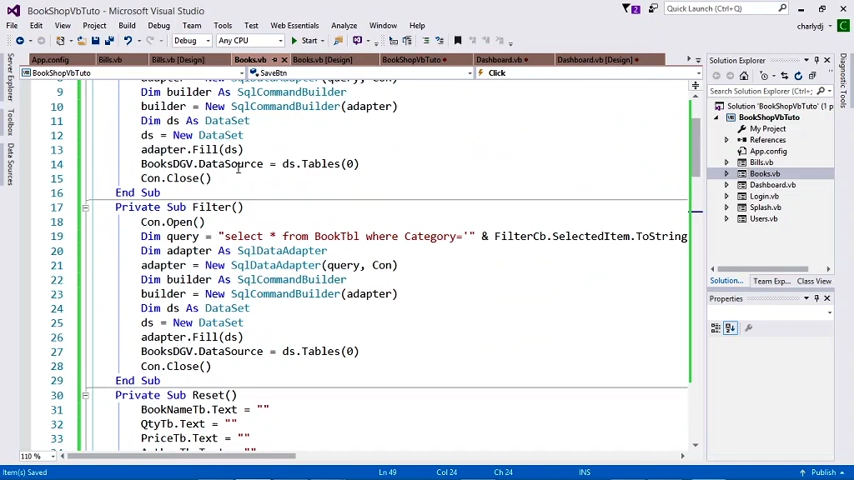 BookShopVbTuto - Microsoft Visual Studio
2
Quick Launch (Ctrl+Q)
File Edit View Project Build Debug Team Tools Test Web Essentials Analyze Window Help
charlydj
Debug Any CPU Start
App.config Bills.vb Bills.vb [Design] Books.vb Books.vb [Design] BookShopVbTuto Dashboard.vb Dashboard.vb [Design]
BookShopVbTuto SaveBtn Click
Server Explorer
Toolbox
Data Sources
9 Dim builder As SqlCommandBuilder
10 builder = New SqlCommandBuilder(adapter)
11 Dim ds As DataSet
12 ds = New DataSet
13 adapter.Fill(ds)
14 BooksDGV.DataSource = ds.Tables(0)
15 Con.Close()
16 End Sub
17 Private Sub Filter()
18 Con.Open()
19 Dim query = "select * from BookTbl where Category='" & FilterCb.SelectedItem.ToString
20 Dim adapter As SqlDataAdapter
21 adapter = New SqlDataAdapter(query, Con)
22 Dim builder As SqlCommandBuilder
23 builder = New SqlCommandBuilder(adapter)
24 Dim ds As DataSet
25 ds = New DataSet
26 adapter.Fill(ds)
27 BooksDGV.DataSource = ds.Tables(0)
28 Con.Close()
29 End Sub
30 Private Sub Reset()
31 BookNameTb.Text = ""
32 QtyTb.Text = ""
33 PriceTb.Text = ""
110 %
Solution Explorer
Search Solution Explorer
Solution 'BookShopVbTuto' (1 p
BookShopVbTuto
My Project
References
App.config
Bills.vb
Books.vb
Dashboard.vb
Login.vb
Splash.vb
Users.vb
Solution... Team Exp... Class View
Properties
Diagnostic Tools
Item(s) Saved Ln 49 Col 24 Ch 24 INS Publish